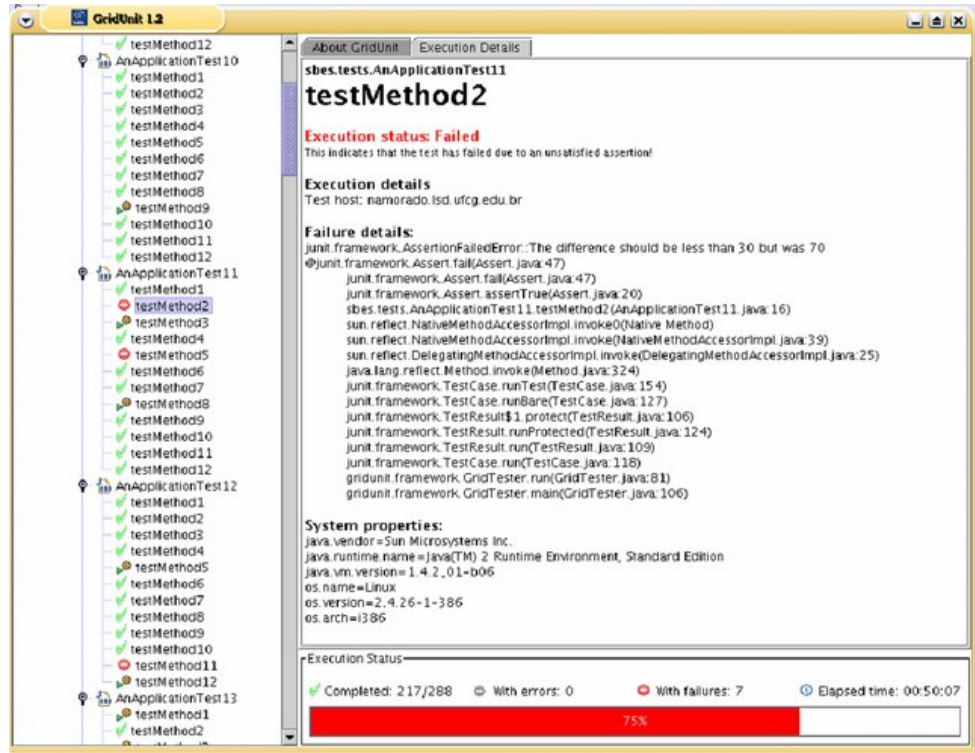 GridUnit 1.2
testMethod12
AnApplicationTest10
testMethod1
testMethod2
testMethod3
testMethod4
testMethod5
testMethod6
testMethod7
testMethod8
testMethod9
testMethod10
testMethod11
testMethod12
AnApplicationTest11
testMethod1
testMethod2
testMethod3
testMethod4
testMethod5
testMethod6
testMethod7
testMethod8
testMethod9
testMethod10
testMethod11
testMethod12
AnApplicationTest12
testMethod1
testMethod2
testMethod3
testMethod4
testMethod5
testMethod6
testMethod7
testMethod8
testMethod9
testMethod10
testMethod11
testMethod12
AnApplicationTest13
testMethod1
testMethod2
About GridUnit Execution Details
sbes.tests.AnApplicationTest11
testMethod2
Execution status: Failed
This indicates that the test has failed due to an unsatisfied assertion!
Execution details
Test host: namorado.lsd.ufcg.edu.br
Failure details:
junit.framework.AssertionFailedError::The difference should be less than 30 but was 70
@junit.framework.Assert.fail(Assert.java:47)
junit.framework.Assert.fail(Assert.java:47)
junit.framework.Assert.assertTrue(Assert.java:20)
sbes.tests.AnApplicationTest11.testMethod2(AnApplicationTest11.java:16)
sun.reflect.NativeMethodAccessorImpl.invoke0(Native Method)
sun.reflect.NativeMethodAccessorImpl.invoke(NativeMethodAccessorImpl.java:39)
sun.reflect.DelegatingMethodAccessorImpl.invoke(DelegatingMethodAccessorImpl.java:25)
java.lang.reflect.Method.invoke(Method.java:324)
junit.framework.TestCase.runTest(TestCase.java:154)
junit.framework.TestCase.runBare(TestCase.java:127)
junit.framework.TestResult$1.protect(TestResult.java:106)
junit.framework.TestResult.runProtected(TestResult.java:124)
junit.framework.TestResult.run(TestResult.java:109)
junit.framework.TestCase.run(TestCase.java:118)
gridunit.framework.GridTester.run(GridTester.java:81)
gridunit.framework.GridTester.main(GridTester.java:106)
System properties:
java.vendor=Sun Microsystems Inc.
java.runtime.name=Java(TM) 2 Runtime Environment, Standard Edition
java.vm.version=1.4.2_01-b06
os.name=Linux
os.version=2.4.26-1-386
os.arch=i386
Execution Status
Completed: 217/288 With errors: 0 With failures: 7 Elapsed time: 00:50:07
75%